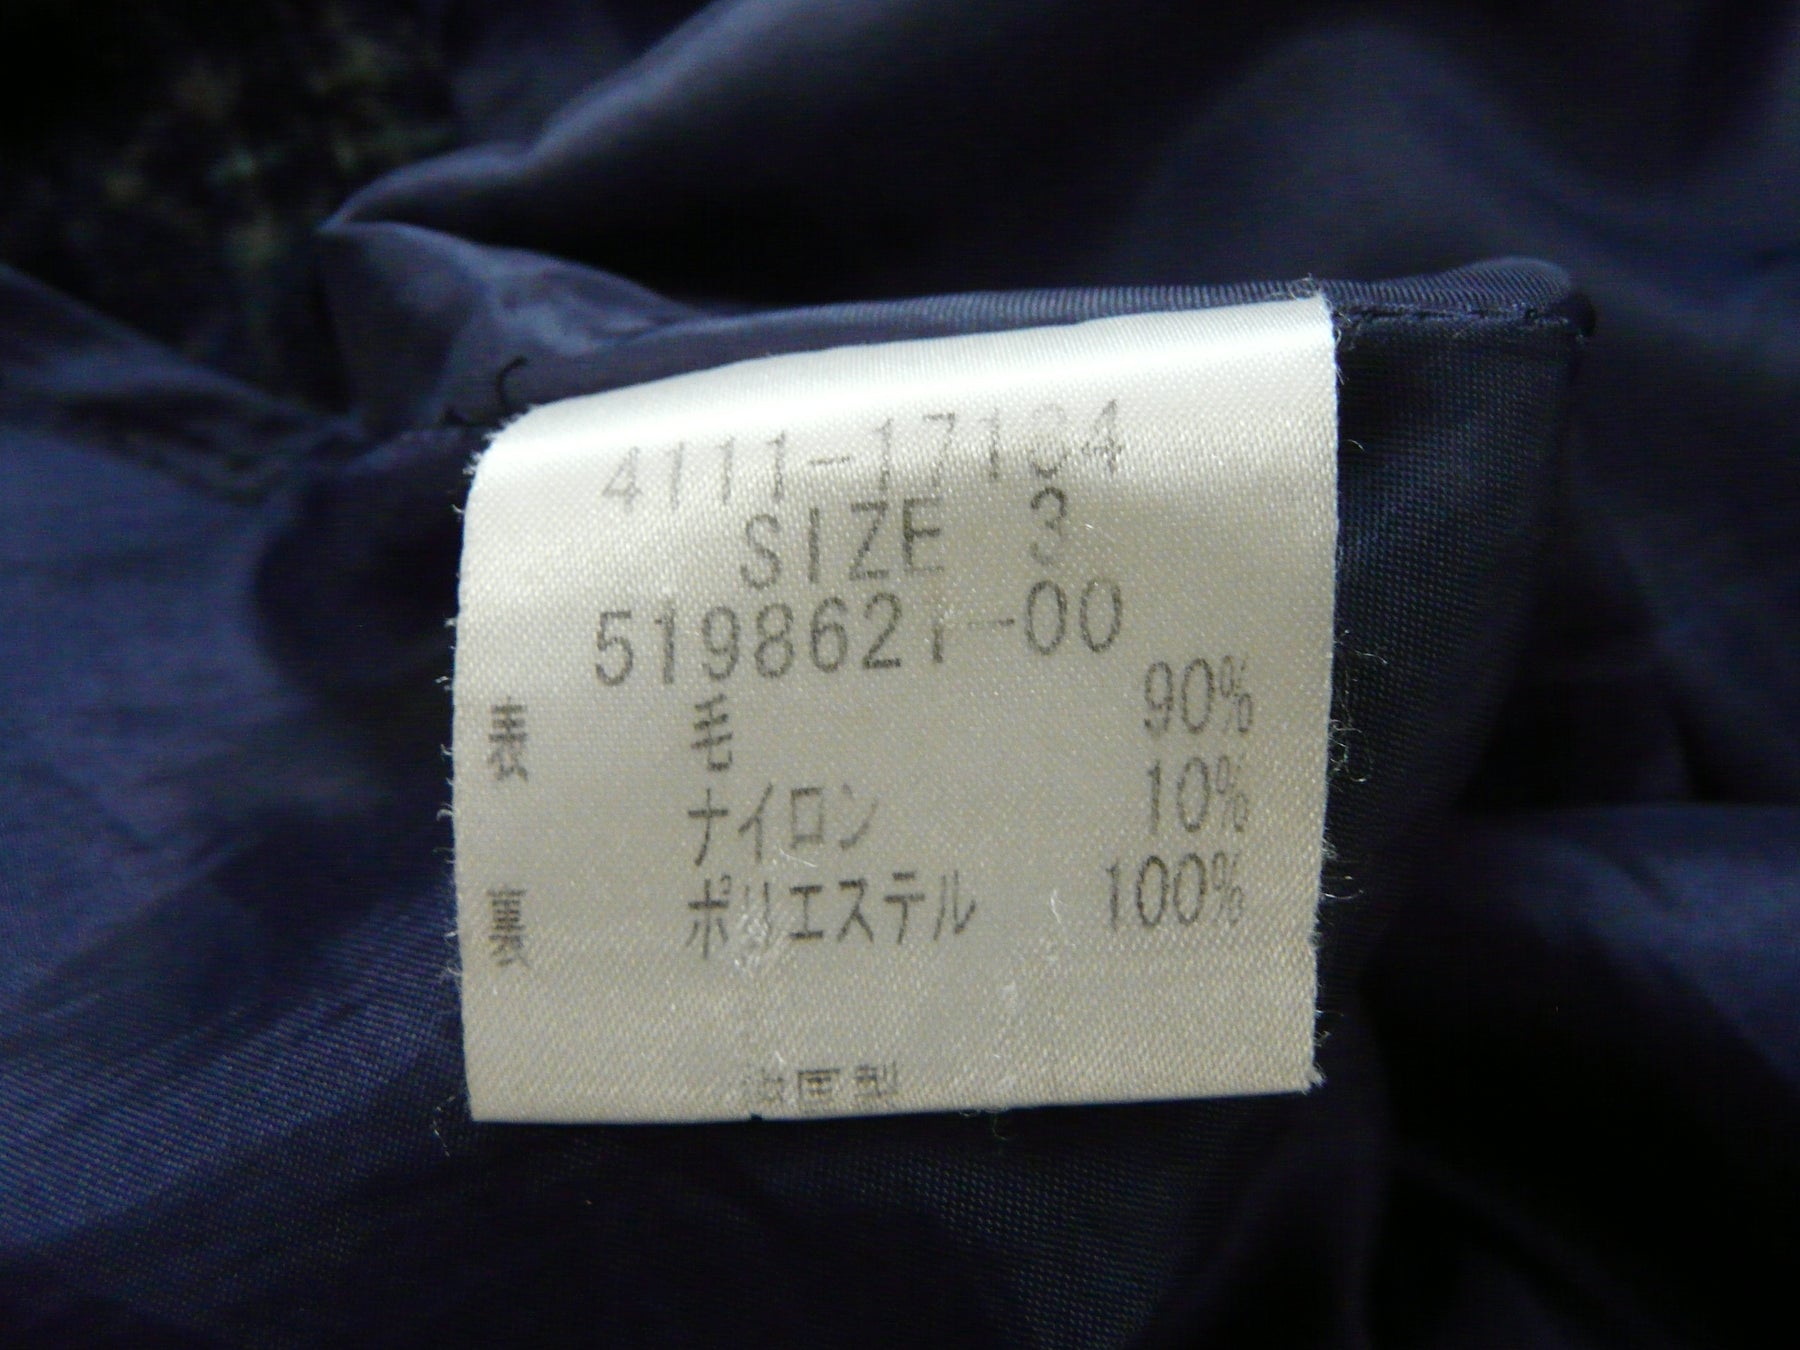 4111-17134
SIZE 3
5198621-00
表 毛 90%
ナイロン 10%
裏 ポリエステル 100%